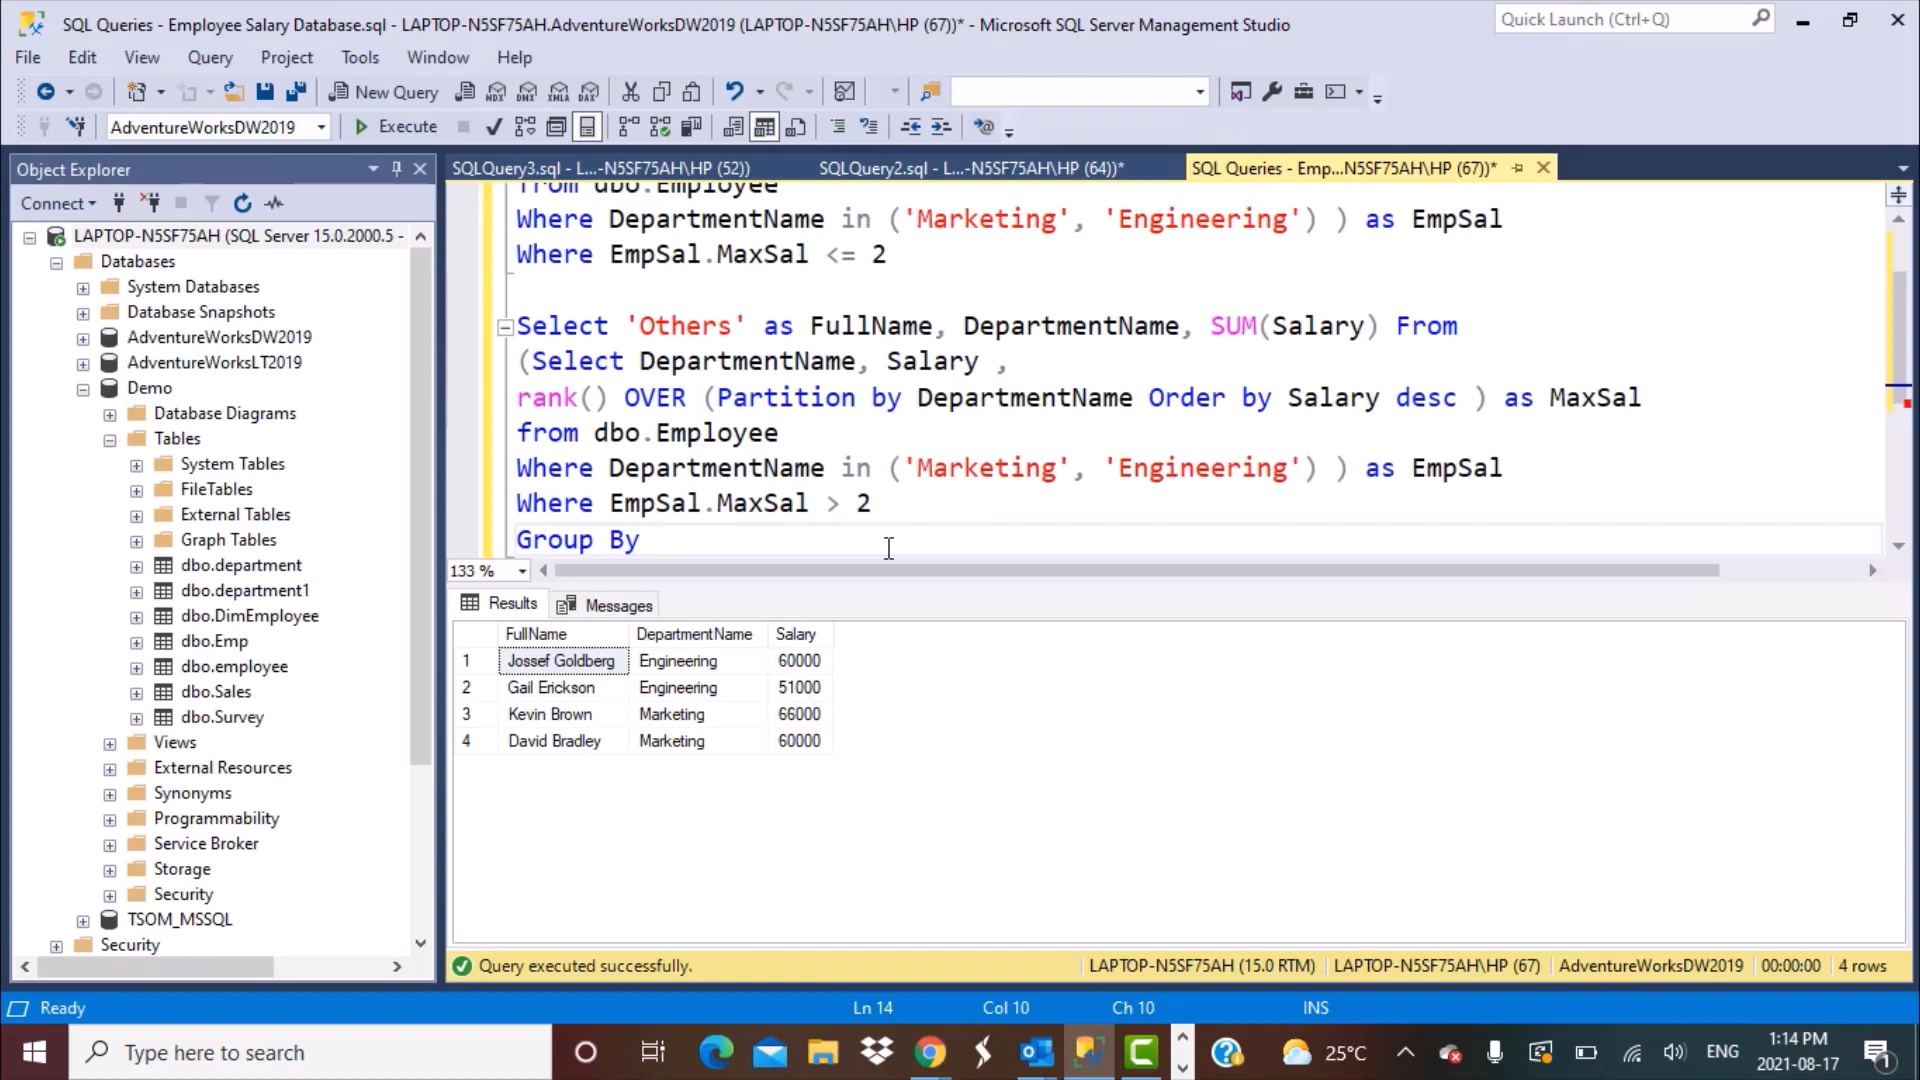 SQL Queries - Employee Salary Database.sql - LAPTOP-N5SF75AH.AdventureWorksDW2019 (LAPTOP-N5SF75AH\HP (67))* - Microsoft SQL Server Management Studio
Quick Launch (Ctrl+Q)
File Edit View Query Project Tools Window Help
New Query
MDX DMX XMLA DAX
AdventureWorksDW2019
Execute
Object Explorer
SQLQuery3.sql - L...-N5SF75AH\HP (52))
SQLQuery2.sql - L...-N5SF75AH\HP (64))*
SQL Queries - Emp...N5SF75AH\HP (67))*
Connect
LAPTOP-N5SF75AH (SQL Server 15.0.2000.5 -
Databases
System Databases
Database Snapshots
AdventureWorksDW2019
AdventureWorksLT2019
Demo
Database Diagrams
Tables
System Tables
FileTables
External Tables
Graph Tables
dbo.department
dbo.department1
dbo.DimEmployee
dbo.Emp
dbo.employee
dbo.Sales
dbo.Survey
Views
External Resources
Synonyms
Programmability
Service Broker
Storage
Security
TSOM_MSSQL
Security
from dbo.Employee
Where DepartmentName in ('Marketing', 'Engineering') ) as EmpSal
Where EmpSal.MaxSal <= 2
Select 'Others' as FullName, DepartmentName, SUM(Salary) From
(Select DepartmentName, Salary ,
rank() OVER (Partition by DepartmentName Order by Salary desc ) as MaxSal
from dbo.Employee
Where DepartmentName in ('Marketing', 'Engineering') ) as EmpSal
Where EmpSal.MaxSal > 2
Group By
133 %
Results Messages
FullName DepartmentName Salary
1 Jossef Goldberg Engineering 60000
2 Gail Erickson Engineering 51000
3 Kevin Brown Marketing 66000
4 David Bradley Marketing 60000
Query executed successfully.
LAPTOP-N5SF75AH (15.0 RTM) LAPTOP-N5SF75AH\HP (67) AdventureWorksDW2019 00:00:00 4 rows
Ready
Ln 14 Col 10 Ch 10 INS
Type here to search
25°C
ENG
1:14 PM
2021-08-17
1